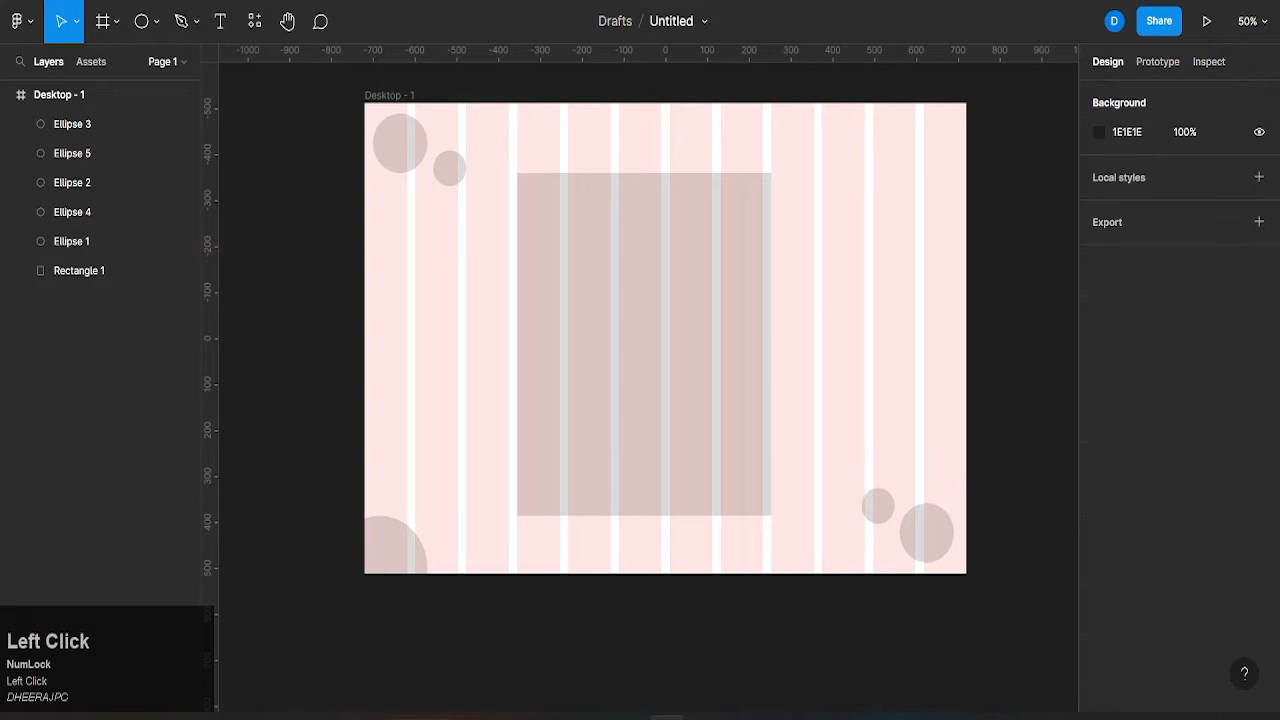 Drafts / Untitled
D
Share
50%
Layers
Assets
Page 1
-1000 -900 -800 -700 -600 -500 -400 -300 -200 -100 0 100 200 300 400 500 600 700 800 900
Design
Prototype
Inspect
Desktop - 1
Ellipse 3
Ellipse 5
Ellipse 2
Ellipse 4
Ellipse 1
Rectangle 1
-500
-400
-300
-200
-100
0
100
200
300
400
500
Desktop - 1
Background
1E1E1E 100%
Local styles
Export
Left Click
NumLock
Left Click
DHEERAJPC
?